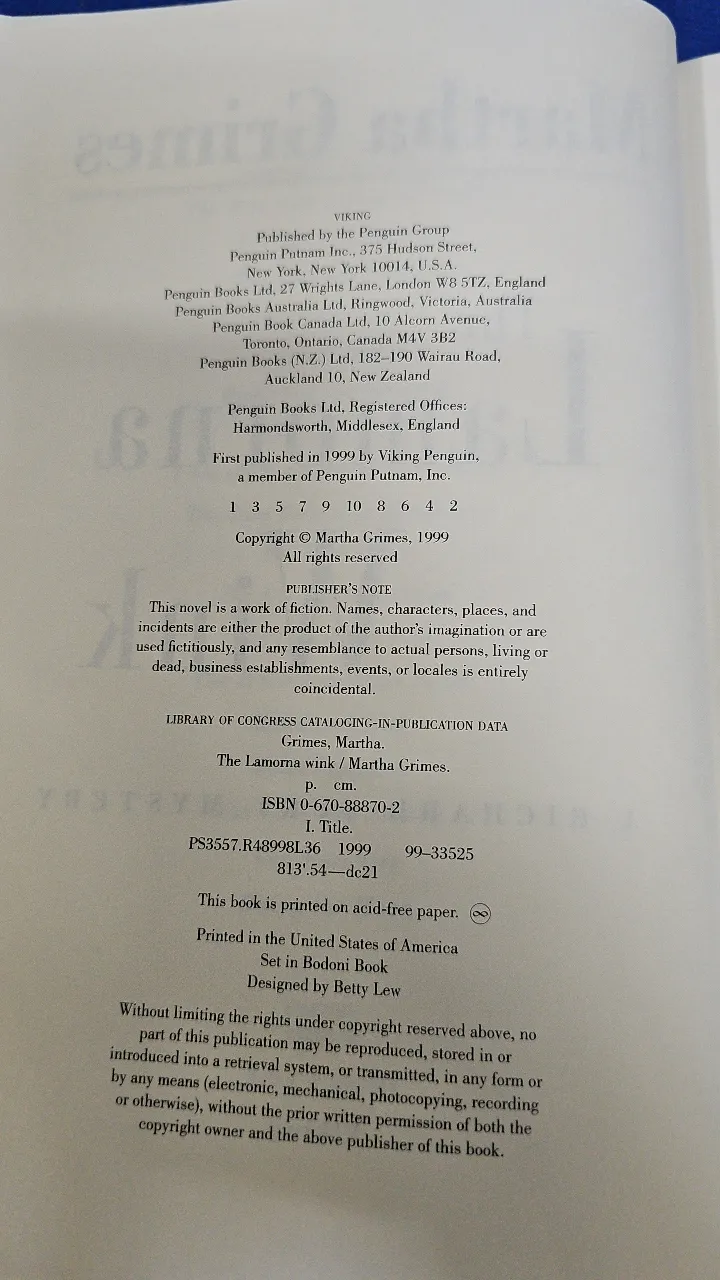 VIKING
Published by the Penguin Group
Penguin Putnam Inc., 375 Hudson Street,
New York, New York 10014, U.S.A.
Penguin Books Ltd, 27 Wrights Lane, London W8 5TZ, England
Penguin Books Australia Ltd, Ringwood, Victoria, Australia
Penguin Book Canada Ltd, 10 Alcorn Avenue,
Toronto, Ontario, Canada M4V 3B2
Penguin Books (N.Z.) Ltd, 182–190 Wairau Road,
Auckland 10, New Zealand
Penguin Books Ltd, Registered Offices:
Harmondsworth, Middlesex, England
First published in 1999 by Viking Penguin,
a member of Penguin Putnam, Inc.
1 3 5 7 9 10 8 6 4 2
Copyright © Martha Grimes, 1999
All rights reserved
PUBLISHER'S NOTE
This novel is a work of fiction. Names, characters, places, and
incidents are either the product of the author's imagination or are
used fictitiously, and any resemblance to actual persons, living or
dead, business establishments, events, or locales is entirely
coincidental.
LIBRARY OF CONGRESS CATALOGING-IN-PUBLICATION DATA
Grimes, Martha.
The Lamorna wink / Martha Grimes.
p. cm.
ISBN 0-670-88870-2
I. Title.
PS3557.R48998L36 1999 99–33525
813'.54—dc21
This book is printed on acid-free paper. ♾
Printed in the United States of America
Set in Bodoni Book
Designed by Betty Lew
Without limiting the rights under copyright reserved above, no
part of this publication may be reproduced, stored in or
introduced into a retrieval system, or transmitted, in any form or
by any means (electronic, mechanical, photocopying, recording
or otherwise), without the prior written permission of both the
copyright owner and the above publisher of this book.